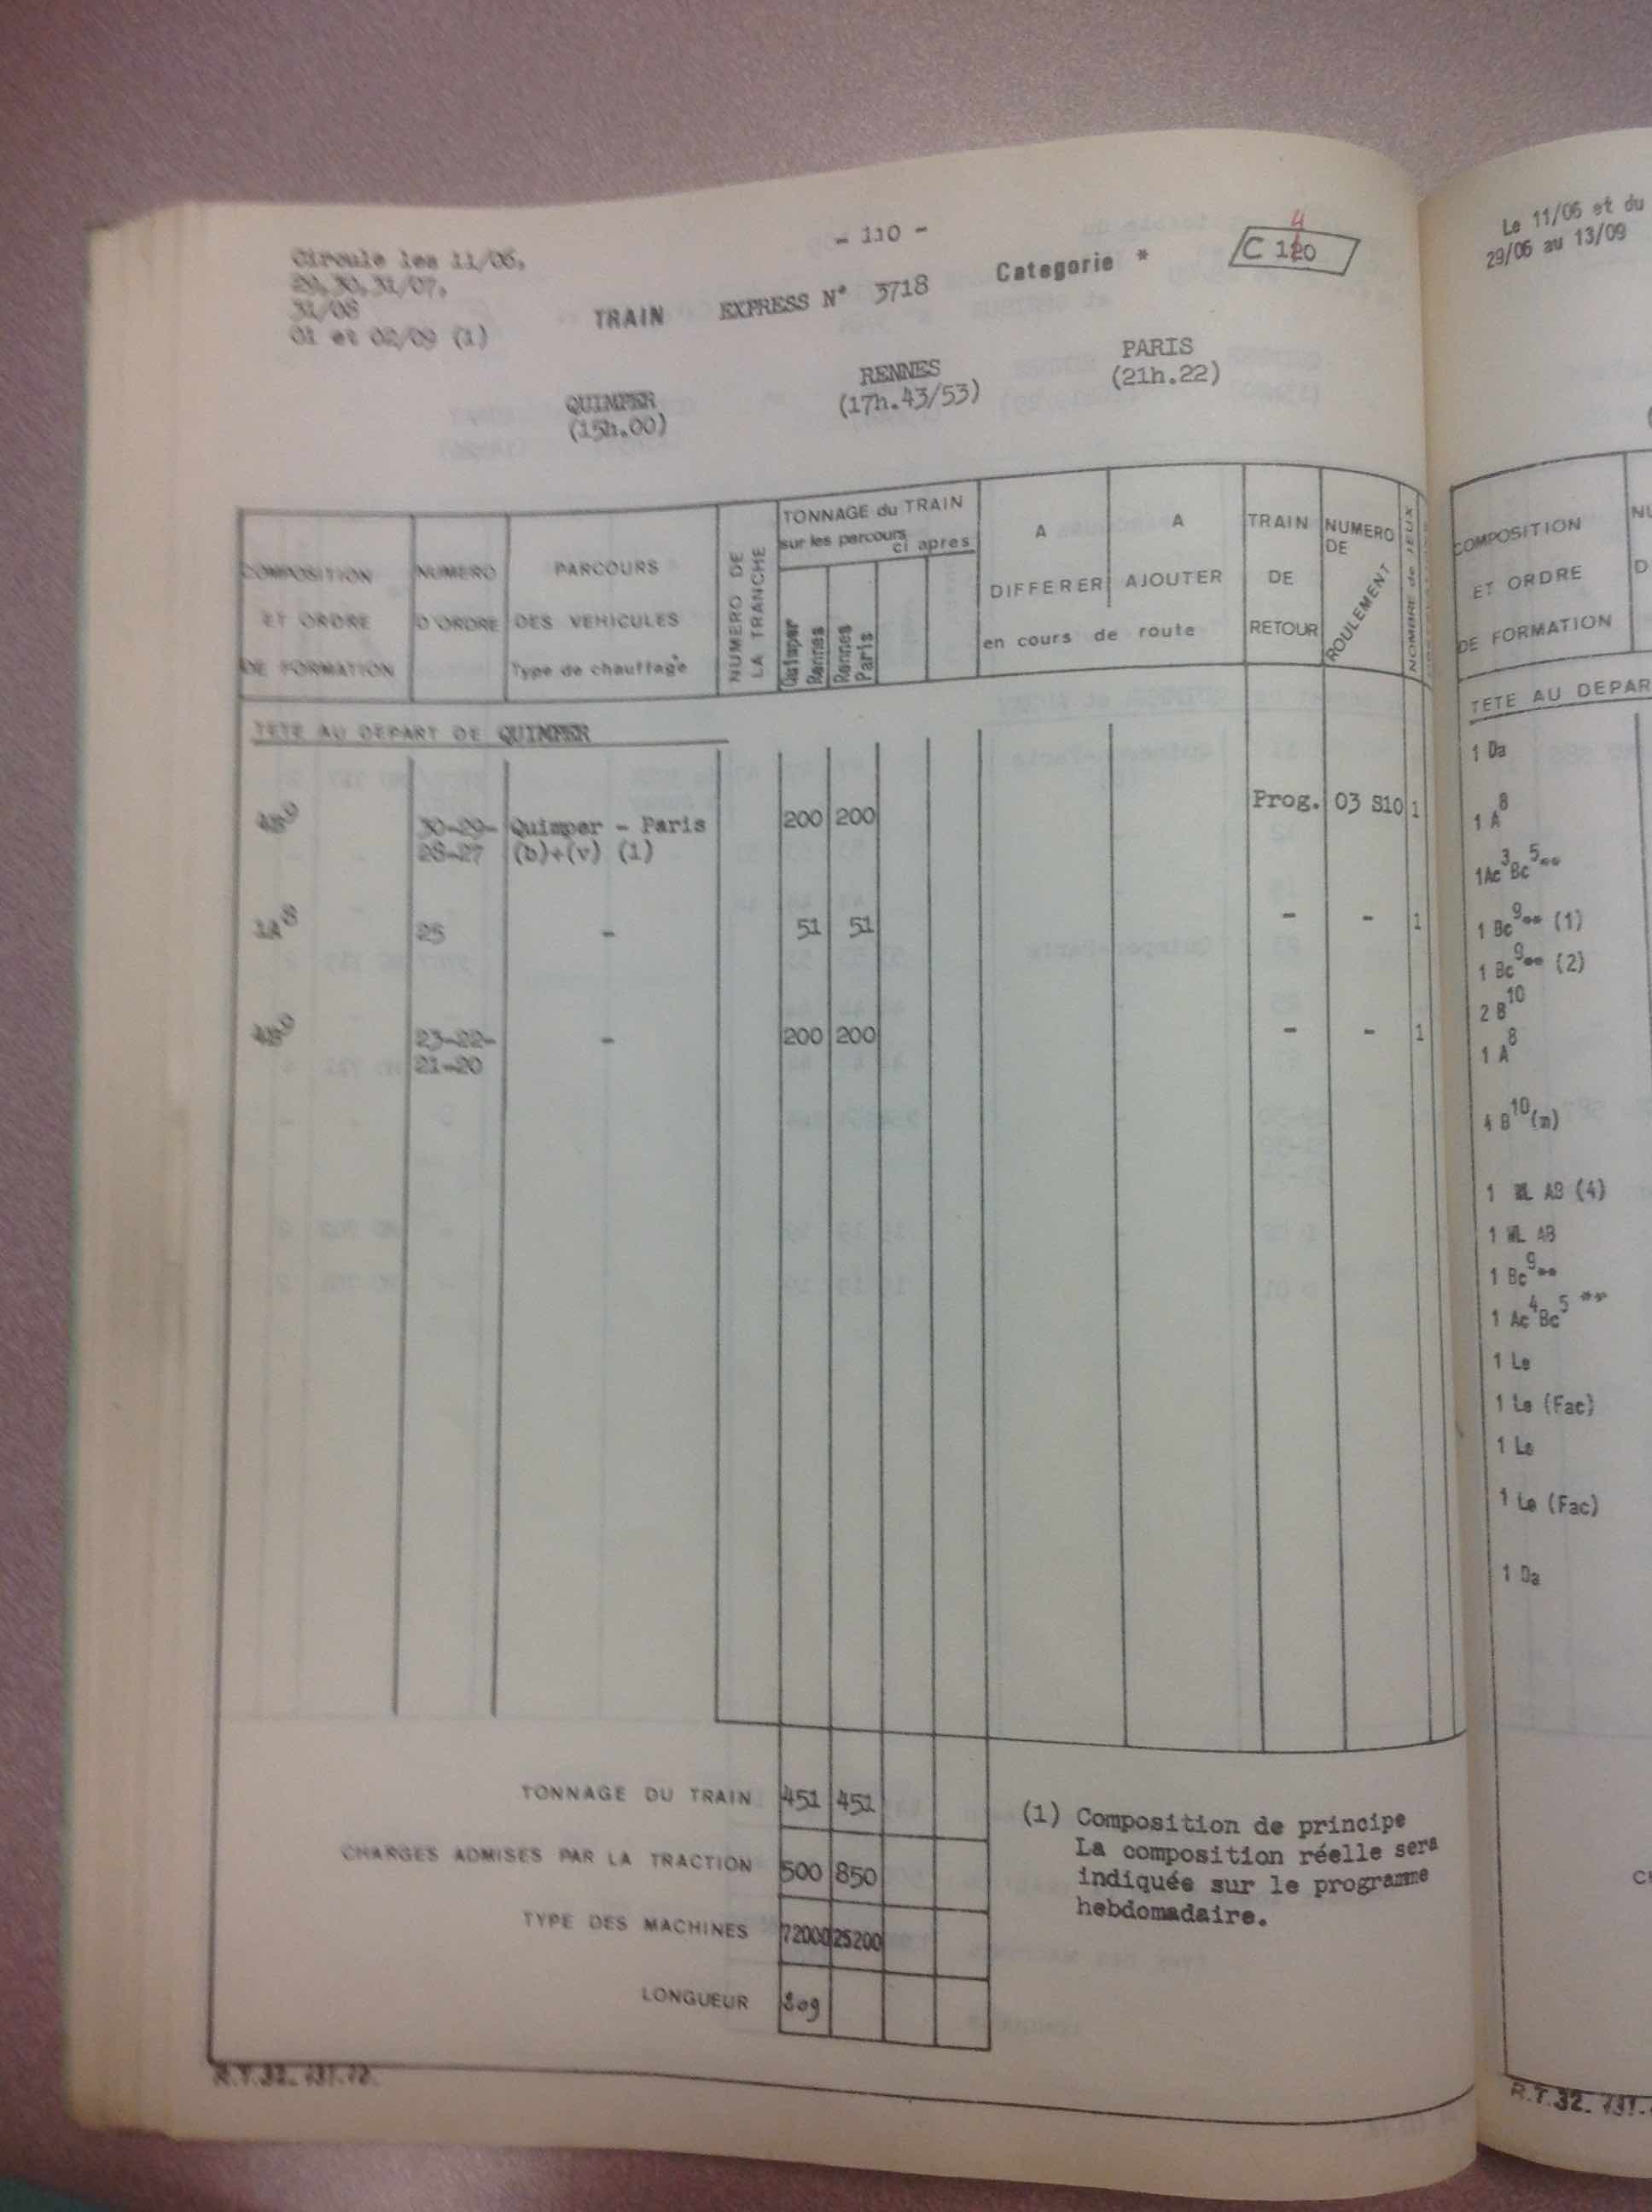 - 110 -
Circule les 11/06,
29, 30, 31/07,
31/08
01 et 02/09 (1)
TRAIN EXPRESS N° 3718 Categorie *
C 120
4
QUIMPER
(15h.00)
RENNES
(17h.43/53)
PARIS
(21h.22)
COMPOSITION
ET ORDRE
DE FORMATION
NUMERO
D'ORDRE
PARCOURS
DES VEHICULES
Type de chauffage
NUMERO DE
LA TRANCHE
TONNAGE du TRAIN
sur les parcours
ci apres
Quimper
Rennes
Rennes
Paris
A
DIFFERER
A
AJOUTER
en cours de route
TRAIN
DE
RETOUR
NUMERO
DE
ROULEMENT
NOMBRE de JEUX
TETE AU DEPART DE QUIMPER
4B9 30-29- Quimper - Paris 200 200 Prog. 03 S10 1
28-27 (b)+(v) (1)
1A8 25 - 51 51 - - 1
4B9 23-22- - 200 200 - - 1
21-20
TONNAGE DU TRAIN 451 451
CHARGES ADMISES PAR LA TRACTION 500 850
TYPE DES MACHINES 72000 25200
LONGUEUR 209
(1) Composition de principe
La composition réelle sera
indiquée sur le programme
hebdomadaire.
R.T.32. 731.72.
Le 11/06 et du
29/06 au 13/09
COMPOSITION
ET ORDRE
DE FORMATION
TETE AU DEPAR
1 Da
1 A8
1Ac3Bc5**
1 Bc9** (1)
1 Bc9** (2)
2 B10
1 A8
4 B10(m)
1 WL AB (4)
1 WL AB
1 Bc9**
1 Ac4Bc5 **
1 Le
1 Le (Fac)
1 Le
1 Le (Fac)
1 Da
R.T.32. 731.